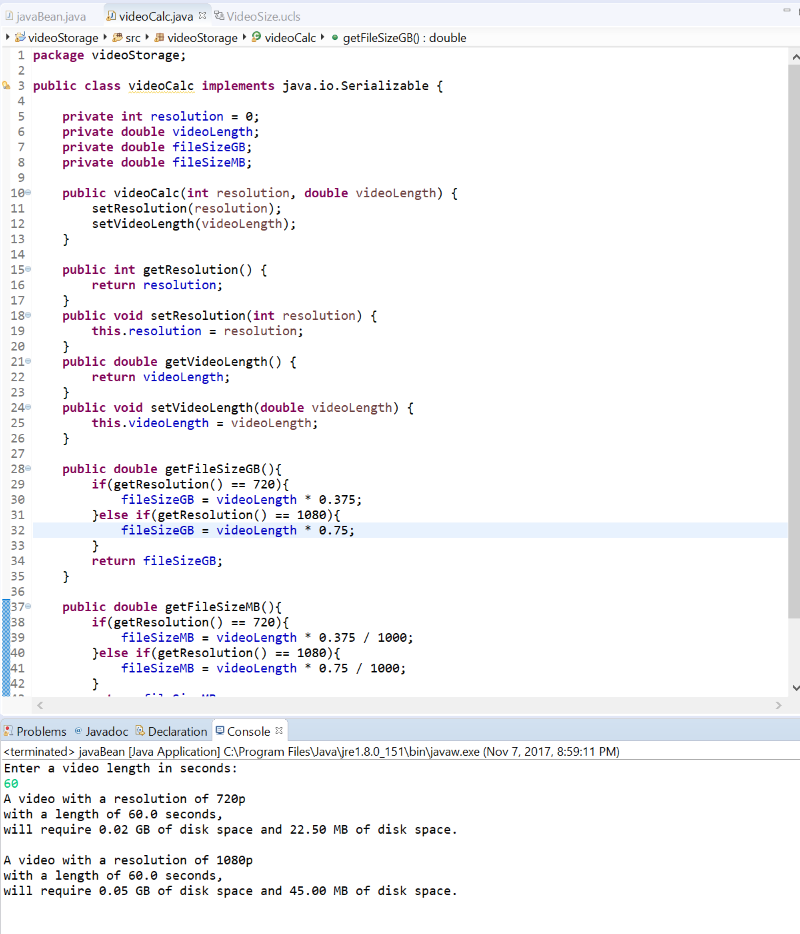 javaBean.java videoCalc.java VideoSize.ucls
videoStorage src videoStorage videoCalc getFileSizeGB() : double
1 package videoStorage;
2
3 public class videoCalc implements java.io.Serializable {
4
5 private int resolution = 0;
6 private double videoLength;
7 private double fileSizeGB;
8 private double fileSizeMB;
9
10 public videoCalc(int resolution, double videoLength) {
11 setResolution(resolution);
12 setVideoLength(videoLength);
13 }
14
15 public int getResolution() {
16 return resolution;
17 }
18 public void setResolution(int resolution) {
19 this.resolution = resolution;
20 }
21 public double getVideoLength() {
22 return videoLength;
23 }
24 public void setVideoLength(double videoLength) {
25 this.videoLength = videoLength;
26 }
27
28 public double getFileSizeGB(){
29 if(getResolution() == 720){
30 fileSizeGB = videoLength * 0.375;
31 }else if(getResolution() == 1080){
32 fileSizeGB = videoLength * 0.75;
33 }
34 return fileSizeGB;
35 }
36
37 public double getFileSizeMB(){
38 if(getResolution() == 720){
39 fileSizeMB = videoLength * 0.375 / 1000;
40 }else if(getResolution() == 1080){
41 fileSizeMB = videoLength * 0.75 / 1000;
42 }
Problems @ Javadoc Declaration Console
<terminated> javaBean [Java Application] C:\Program Files\Java\jre1.8.0_151\bin\javaw.exe (Nov 7, 2017, 8:59:11 PM)
Enter a video length in seconds:
60
A video with a resolution of 720p
with a length of 60.0 seconds,
will require 0.02 GB of disk space and 22.50 MB of disk space.
A video with a resolution of 1080p
with a length of 60.0 seconds,
will require 0.05 GB of disk space and 45.00 MB of disk space.